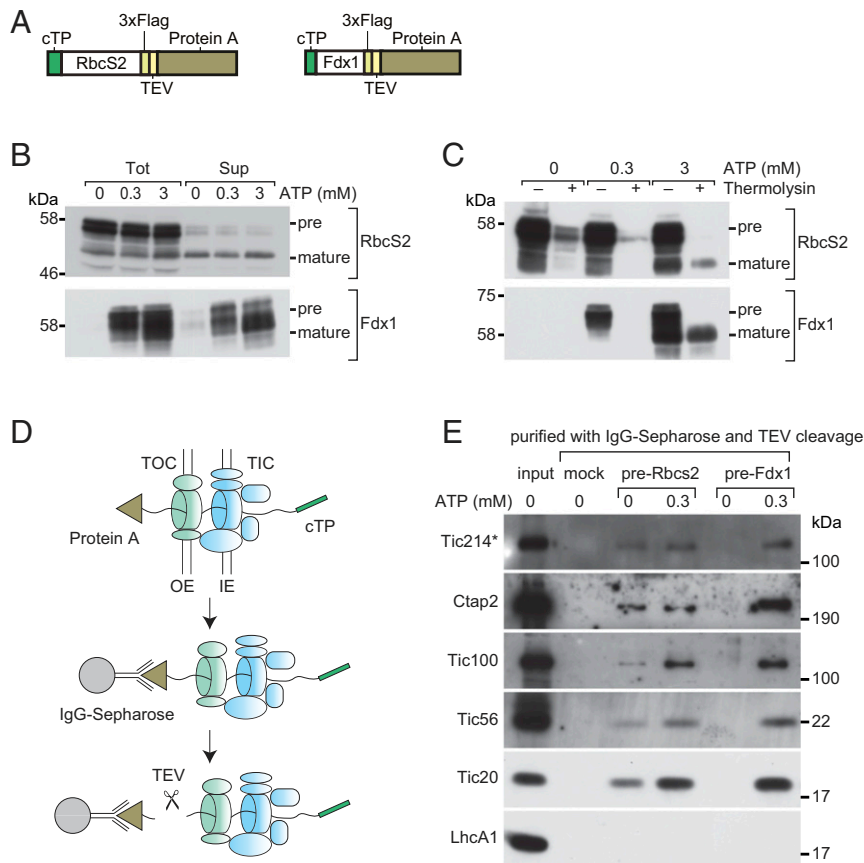 A
cTP
3xFlag
Protein A
RbcS2
TEV
cTP
3xFlag
Protein A
Fdx1
TEV
B
Tot Sup
kDa 0 0.3 3 0 0.3 3 ATP (mM)
58
pre
RbcS2
mature
46
pre
Fdx1
58
mature
C
0 0.3 3 ATP (mM)
kDa – + – + – + Thermolysin
58
pre
RbcS2
mature
75
pre
Fdx1
58
mature
D
TOC TIC
Protein A
cTP
OE IE
IgG-Sepharose
TEV
E
purified with IgG-Sepharose and TEV cleavage
input mock pre-Rbcs2 pre-Fdx1
ATP (mM) 0 0 0 0.3 0 0.3
kDa
Tic214*
100
Ctap2
190
Tic100
100
Tic56
22
Tic20
17
LhcA1
17